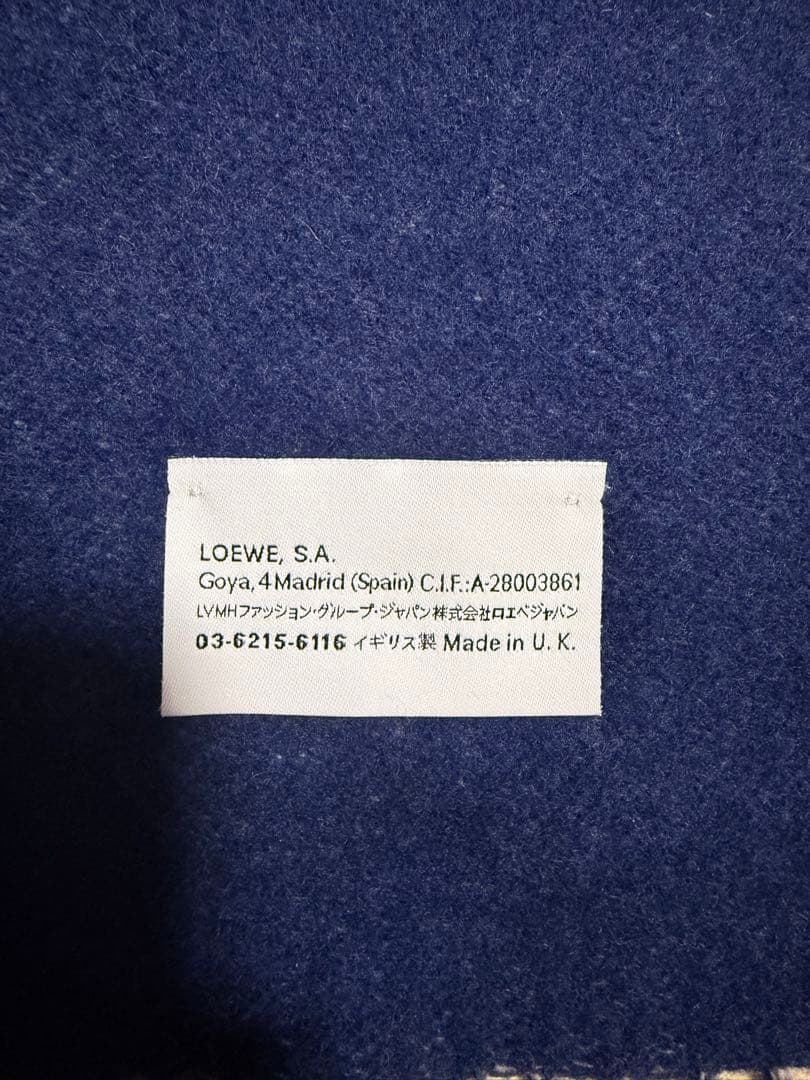 LOEWE, S.A.
Goya, 4 Madrid (Spain) C.I.F.:A-28003861
LVMHファッション・グループ・ジャパン株式会社ロエベジャパン
03-6215-6116 イギリス製 Made in U. K.